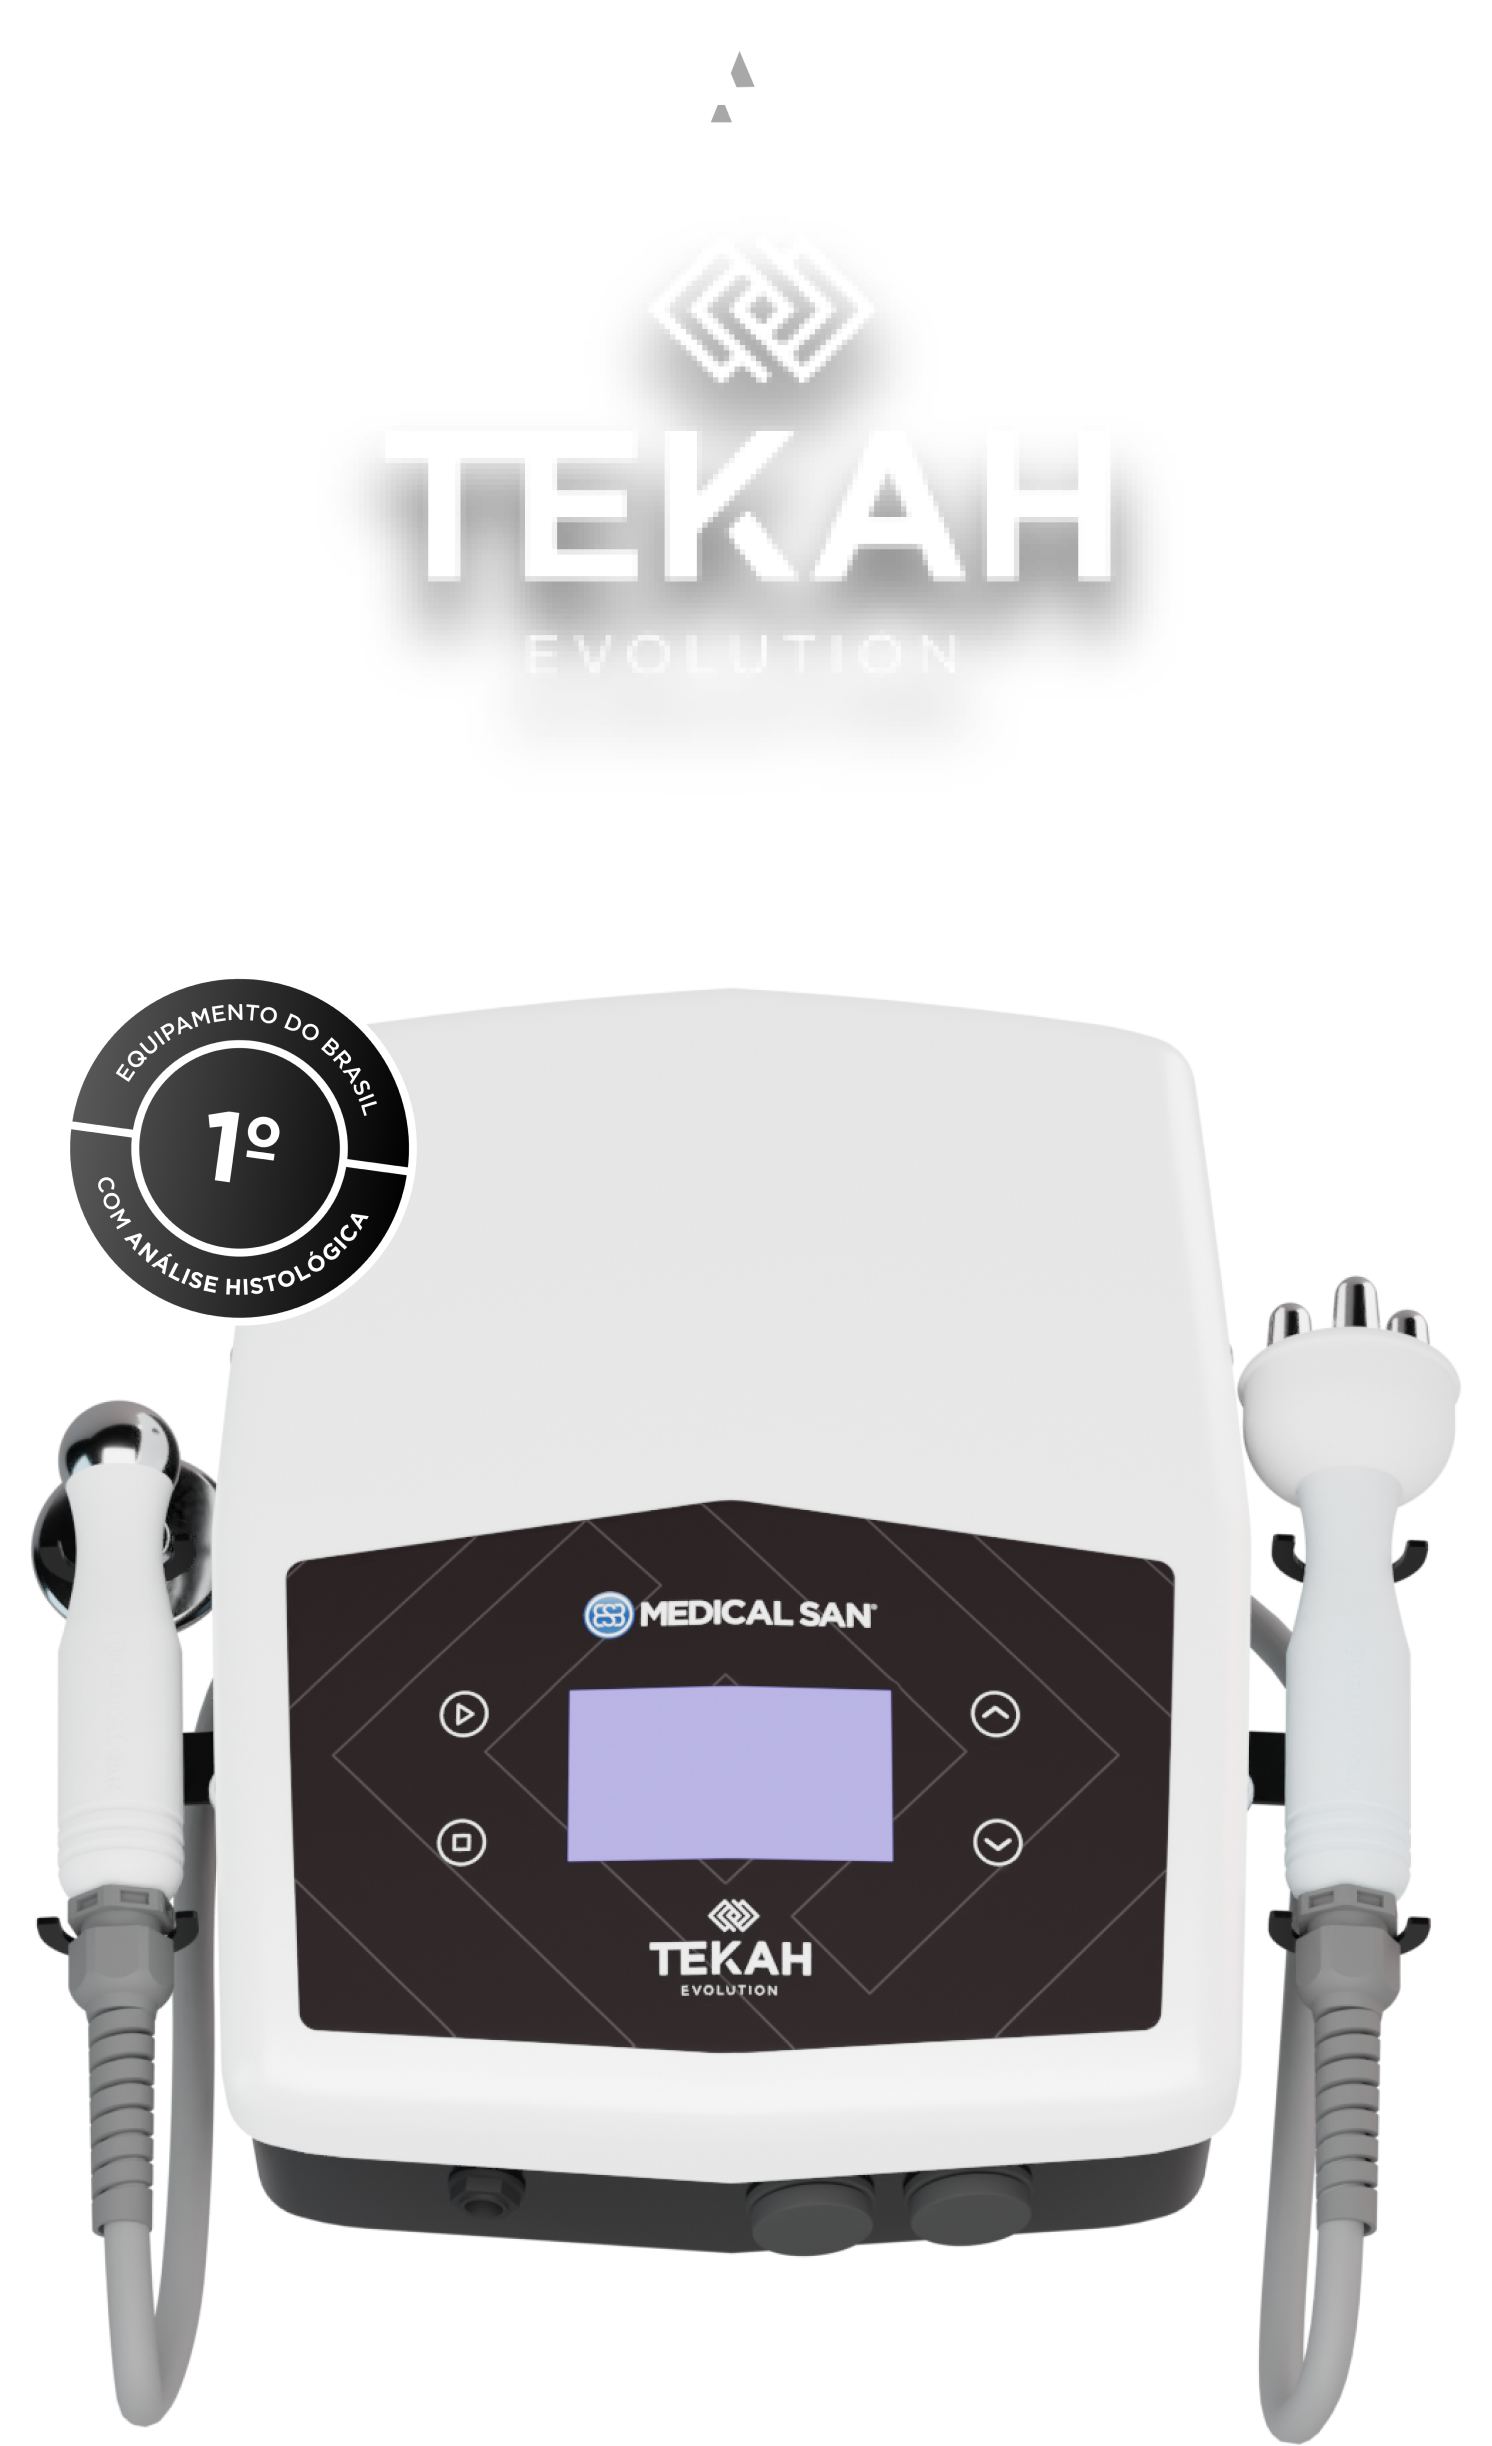 TEKAH
EVOLUTION
EQUIPAMENTO DO BRASIL
1º
COM ANÁLISE HISTOLÓGICA
MEDICAL SAN®
TEKAH
EVOLUTION